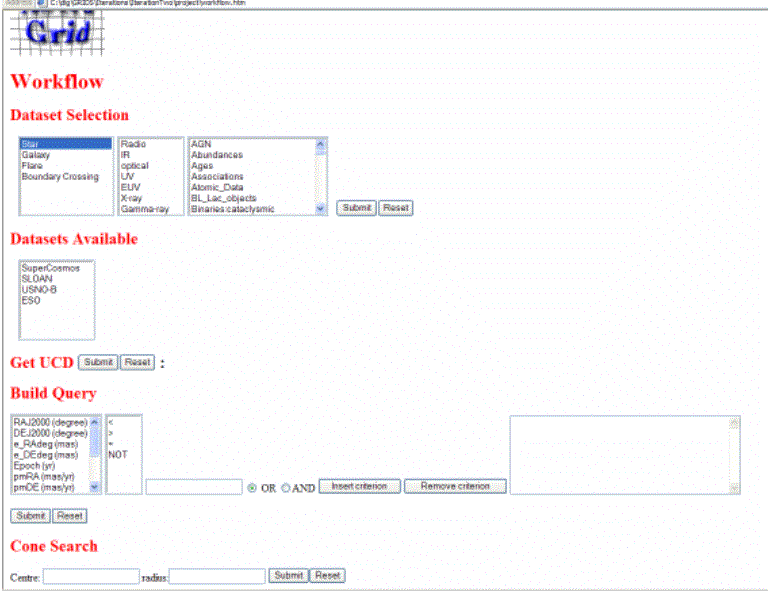 Address C:\dig\GRIDS\Iterations\IterationTwo\project\workflow.htm
Grid
Workflow
Dataset Selection
Star
Galaxy
Flare
Boundary Crossing
Radio
IR
optical
UV
EUV
X-ray
Gamma-ray
AGN
Abundances
Ages
Associations
Atomic_Data
BL_Lac_objects
Binaries:cataclysmic
Submit Reset
Datasets Available
SuperCosmos
SLOAN
USNO-B
ESO
Get UCD Submit Reset :
Build Query
RAJ2000 (degree)
DEJ2000 (degree)
e_RAdeg (mas)
e_DEdeg (mas)
Epoch (yr)
pmRA (mas/yr)
pmDE (mas/yr)
<
>
=
NOT
OR AND Insert criterion Remove criterion
Submit Reset
Cone Search
Centre: radius: Submit Reset